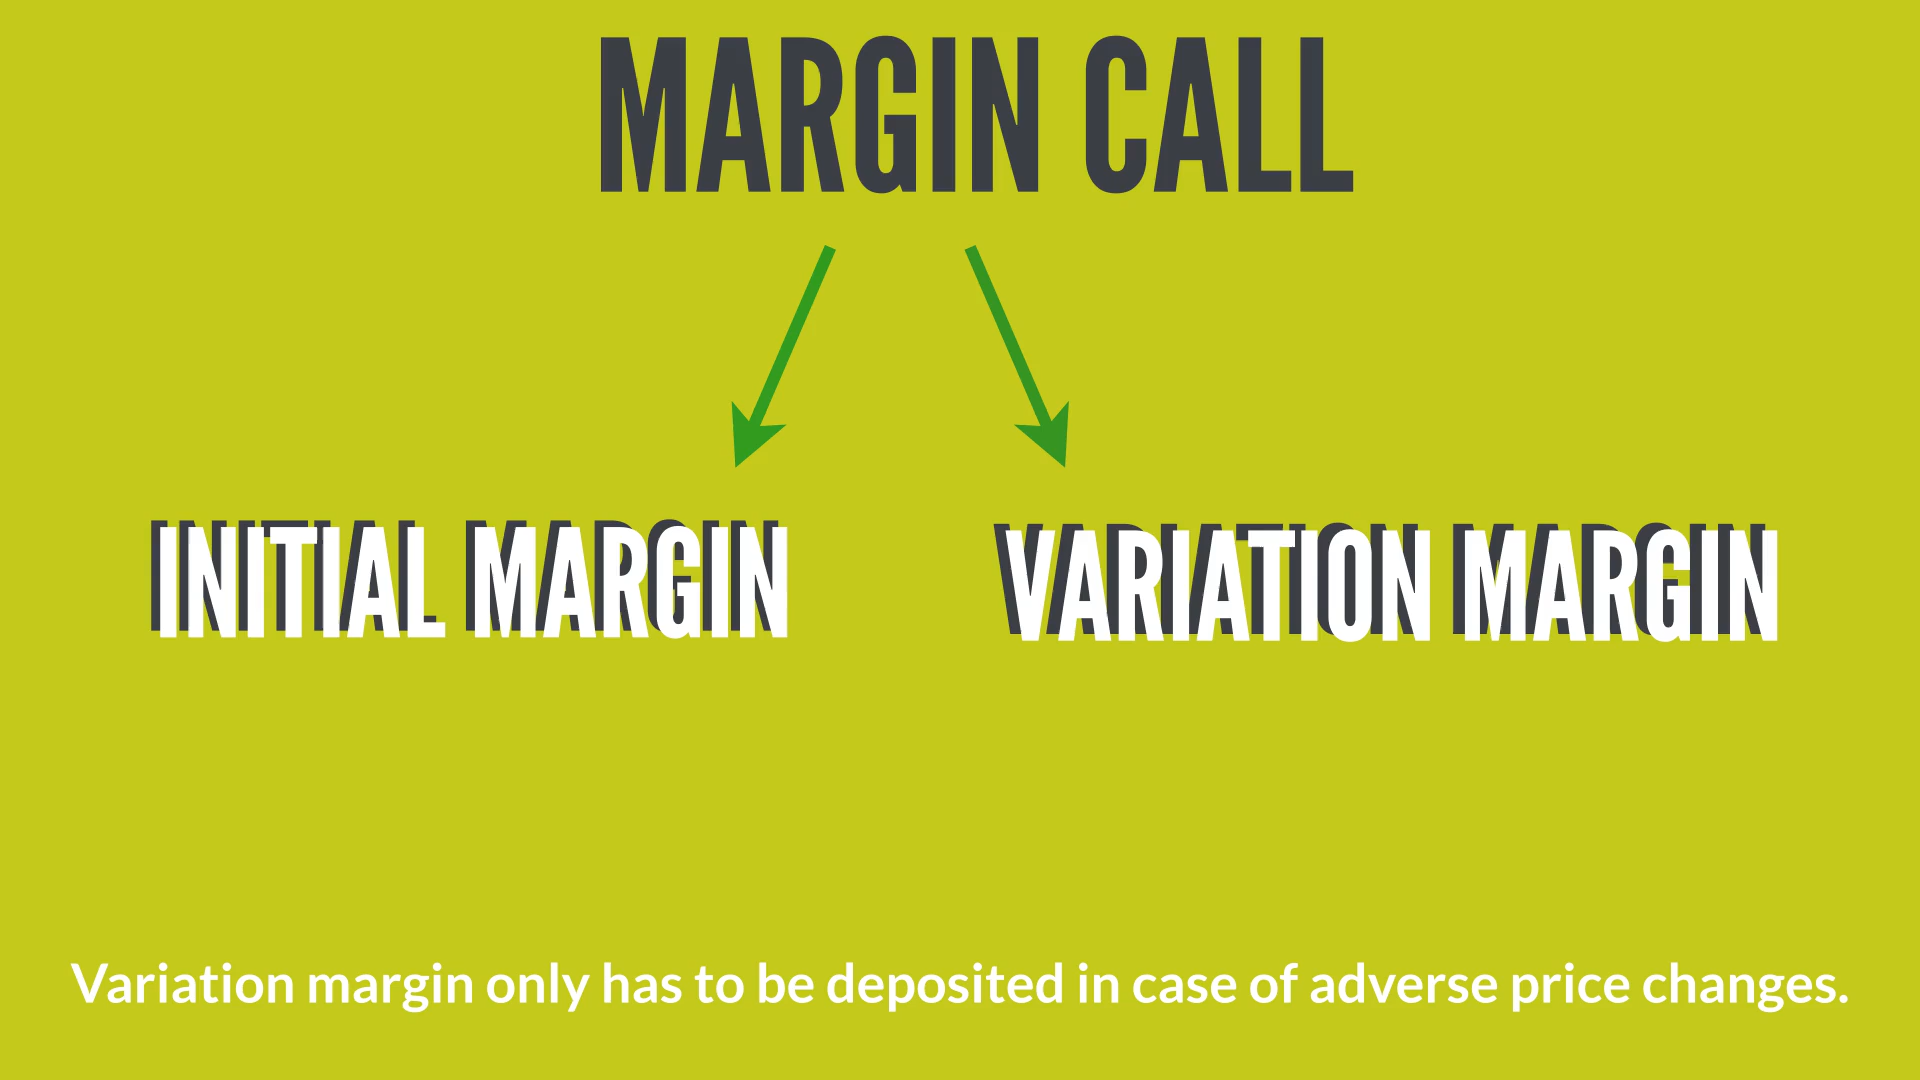 MARGIN CALL
INITIAL MARGIN
VARIATION MARGIN
Variation margin only has to be deposited in case of adverse price changes.